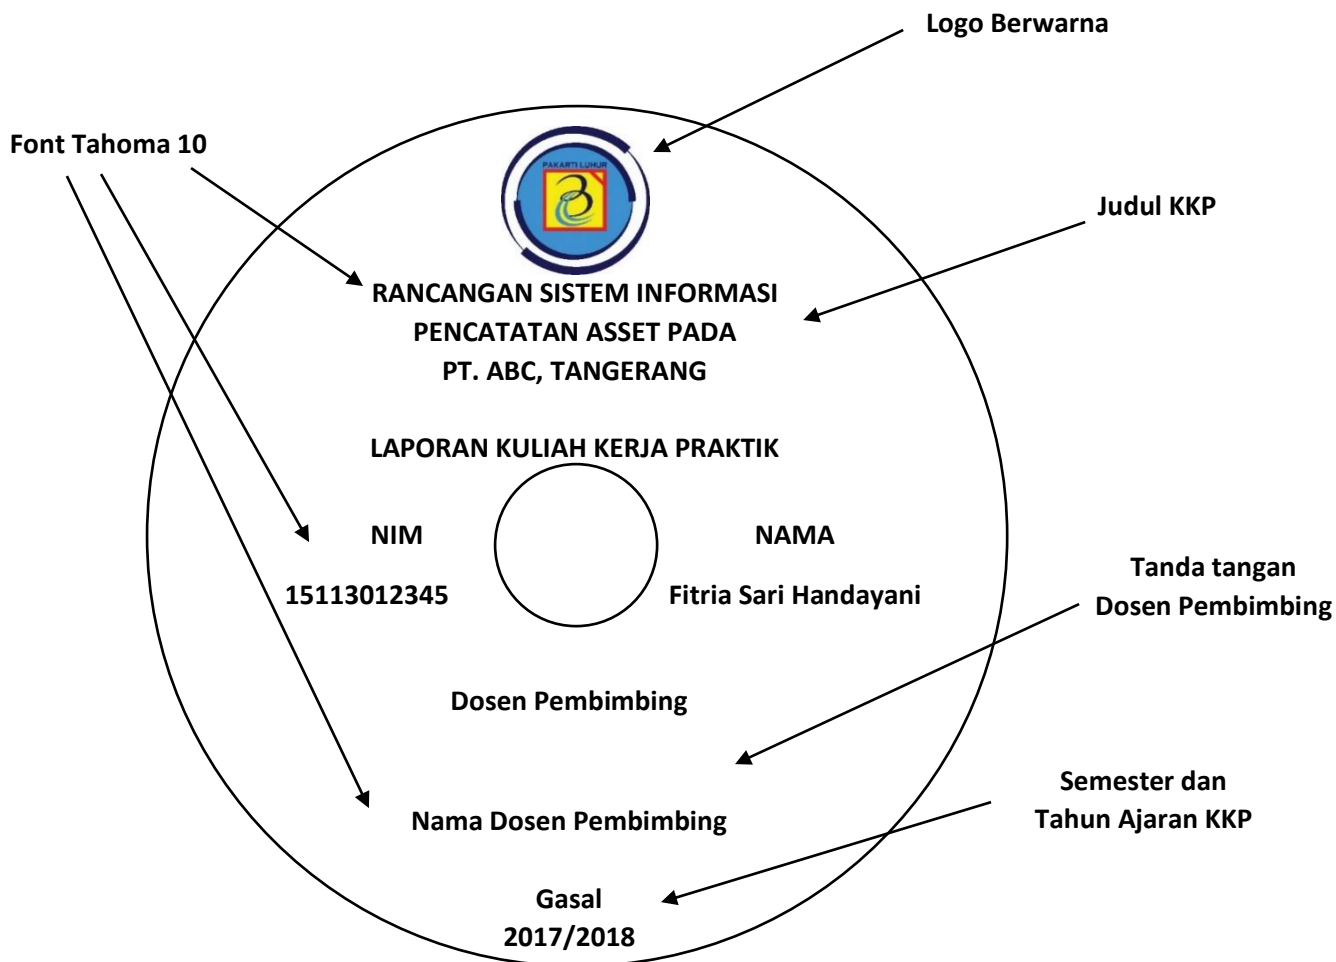 Logo Berwarna
Font Tahoma 10
PAKARTI LUHUR
Judul KKP
RANCANGAN SISTEM INFORMASI
PENCATATAN ASSET PADA
PT. ABC, TANGERANG
LAPORAN KULIAH KERJA PRAKTIK
NIM
NAMA
15113012345
Fitria Sari Handayani
Tanda tangan
Dosen Pembimbing
Dosen Pembimbing
Semester dan
Tahun Ajaran KKP
Nama Dosen Pembimbing
Gasal
2017/2018